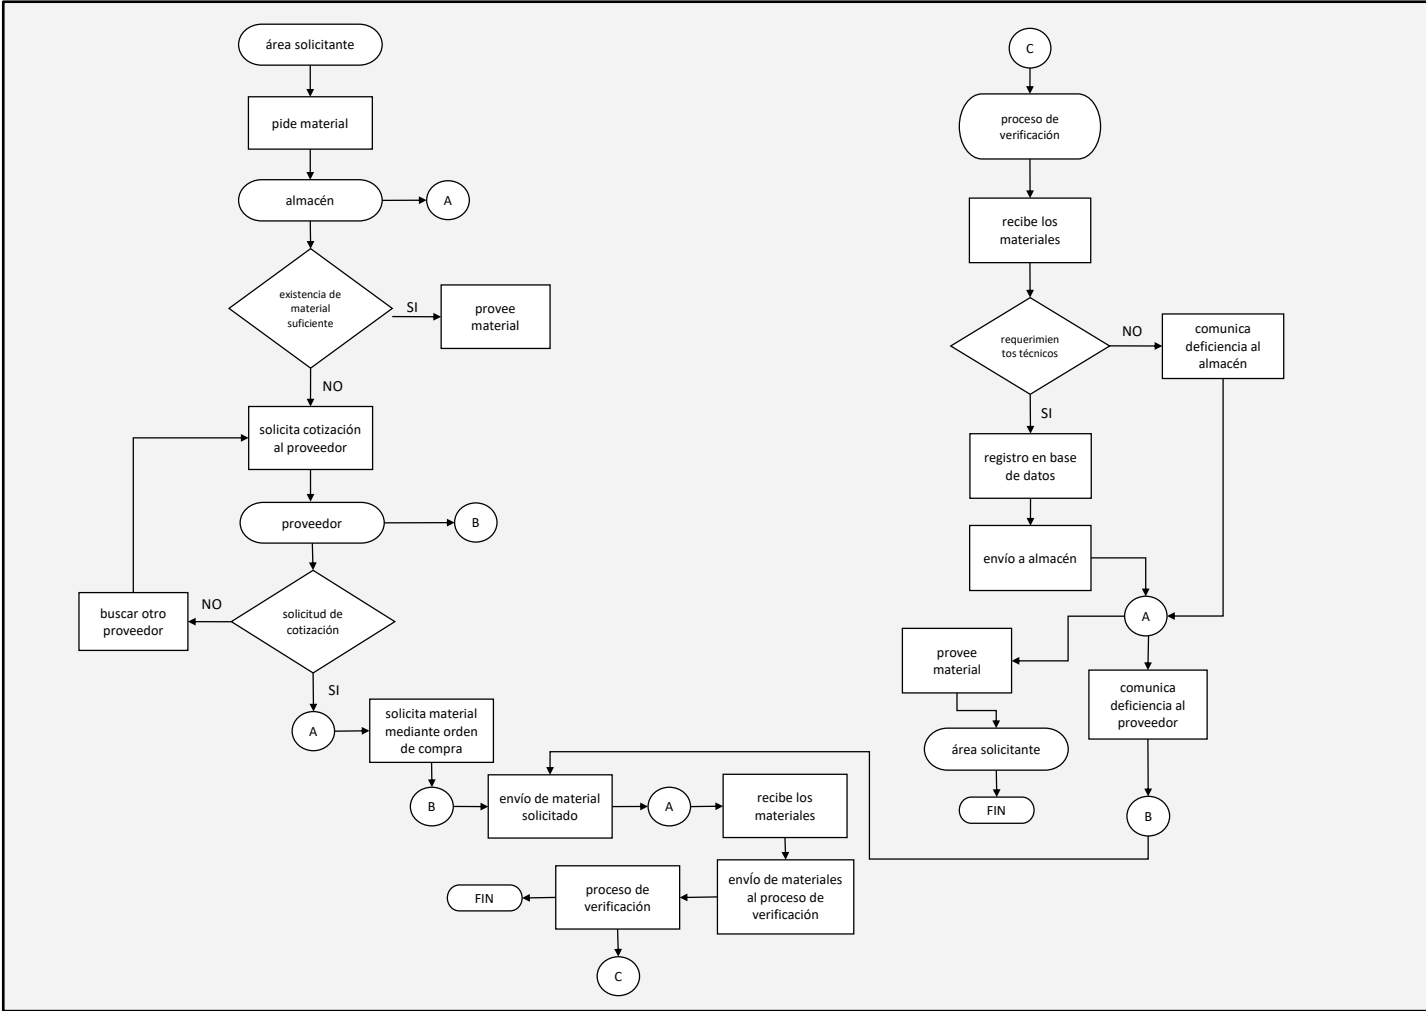 área solicitante
pide material
almacén
A
existencia de
material
suficiente
SI
provee
material
NO
solicita cotización
al proveedor
proveedor
B
buscar otro
proveedor
NO
solicitud de
cotización
SI
A
solicita material
mediante orden
de compra
B
envío de material
solicitado
A
recibe los
materiales
envÍo de materiales
al proceso de
verificación
proceso de
verificación
FIN
C
C
proceso de
verificación
recibe los
materiales
requerimien
tos técnicos
NO
comunica
deficiencia al
almacén
SI
registro en base
de datos
envío a almacén
A
provee
material
área solicitante
FIN
comunica
deficiencia al
proveedor
B